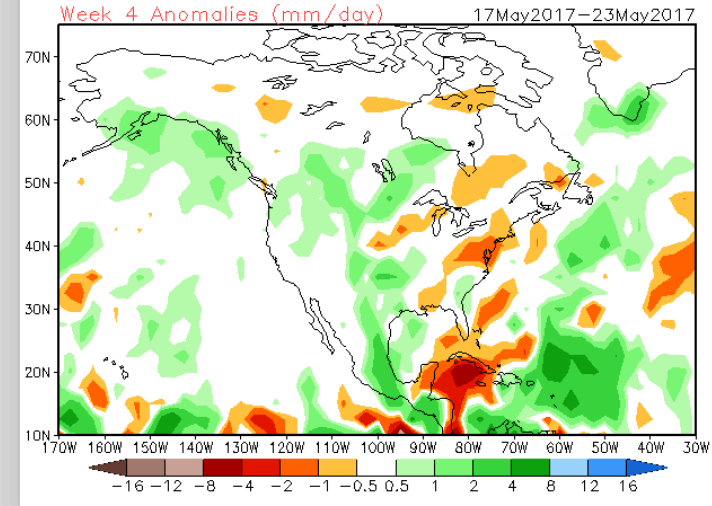 Week 4 Anomalies (mm/day) 17May2017-23May2017
70N
60N
50N
40N
30N
20N
10N
170W 160W 150W 140W 130W 120W 110W 100W 90W 80W 70W 60W 50W 40W 30W
-16 -12 -8 -4 -2 -1 -0.5 0.5 1 2 4 8 12 16